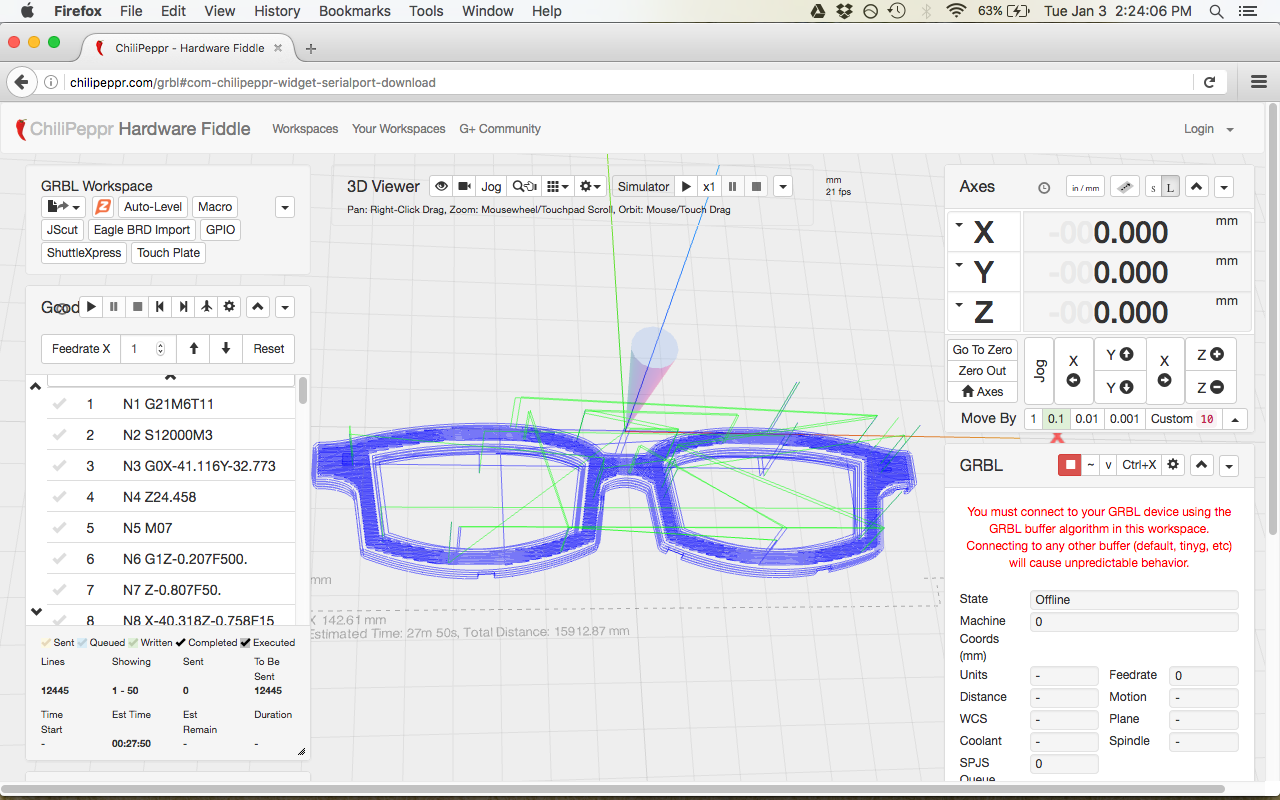 Firefox File Edit View History Bookmarks Tools Window Help 63% Tue Jan 3 2:24:06 PM
ChiliPeppr - Hardware Fiddle
chilipeppr.com/grbl#com-chilipeppr-widget-serialport-download
ChiliPeppr Hardware Fiddle Workspaces Your Workspaces G+ Community Login
GRBL Workspace
Auto-Level Macro
JScut Eagle BRD Import GPIO
ShuttleXpress Touch Plate
Gcod
Feedrate X 1 Reset
1 N1 G21M6T11
2 N2 S12000M3
3 N3 G0X-41.116Y-32.773
4 N4 Z24.458
5 N5 M07
6 N6 G1Z-0.207F500.
7 N7 Z-0.807F50.
8 N8 X-40.318Z-0.758F15
Sent Queued Written Completed Executed
Lines Showing Sent To Be Sent
12445 1 - 50 0 12445
Time Start Est Time Est Remain Duration
- 00:27:50 - -
3D Viewer Jog Simulator x1
mm
21 fps
Pan: Right-Click Drag, Zoom: Mousewheel/Touchpad Scroll, Orbit: Mouse/Touch Drag
mm
X 142.61 mm
Estimated Time: 27m 50s, Total Distance: 15912.87 mm
X
Axes in / mm S L
X -000.000 mm
Y -000.000 mm
Z -000.000 mm
Go To Zero
Zero Out
Axes
Jog X Y X Z
Y Z
Move By 1 0.1 0.01 0.001 Custom 10
GRBL ~ v Ctrl+X
You must connect to your GRBL device using the
GRBL buffer algorithm in this workspace.
Connecting to any other buffer (default, tinyg, etc)
will cause unpredictable behavior.
State Offline
Machine Coords (mm) 0
Units - Feedrate 0
Distance - Motion -
WCS - Plane -
Coolant - Spindle -
SPJS Queue 0